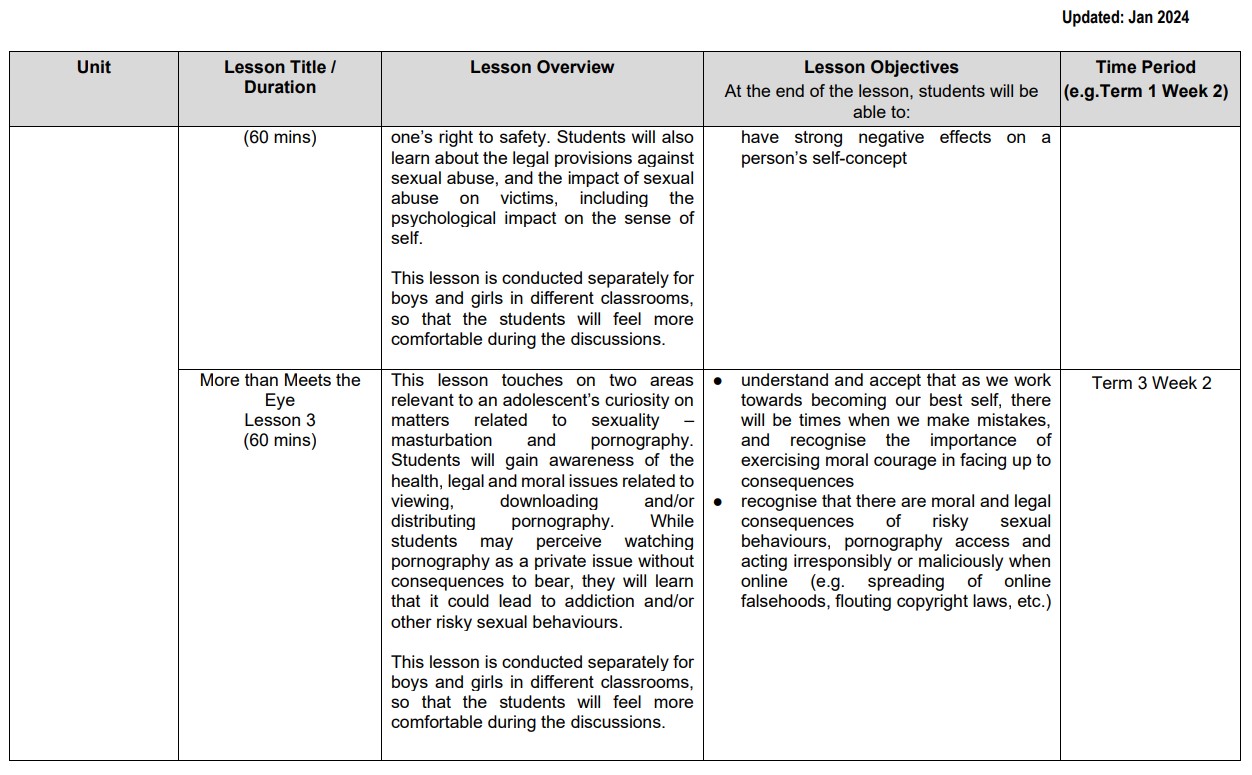 Updated: Jan 2024
Unit
Lesson Title /
Duration
Lesson Overview
Lesson Objectives
At the end of the lesson, students will be
able to:
Time Period
(e.g.Term 1 Week 2)
(60 mins)
one’s right to safety. Students will also
learn about the legal provisions against
sexual abuse, and the impact of sexual
abuse on victims, including the
psychological impact on the sense of
self.
This lesson is conducted separately for
boys and girls in different classrooms,
so that the students will feel more
comfortable during the discussions.
have strong negative effects on a
person’s self-concept
More than Meets the
Eye
Lesson 3
(60 mins)
This lesson touches on two areas
relevant to an adolescent’s curiosity on
matters related to sexuality –
masturbation and pornography.
Students will gain awareness of the
health, legal and moral issues related to
viewing, downloading and/or
distributing pornography. While
students may perceive watching
pornography as a private issue without
consequences to bear, they will learn
that it could lead to addiction and/or
other risky sexual behaviours.
This lesson is conducted separately for
boys and girls in different classrooms,
so that the students will feel more
comfortable during the discussions.
● understand and accept that as we work
towards becoming our best self, there
will be times when we make mistakes,
and recognise the importance of
exercising moral courage in facing up to
consequences
● recognise that there are moral and legal
consequences of risky sexual
behaviours, pornography access and
acting irresponsibly or maliciously when
online (e.g. spreading of online
falsehoods, flouting copyright laws, etc.)
Term 3 Week 2